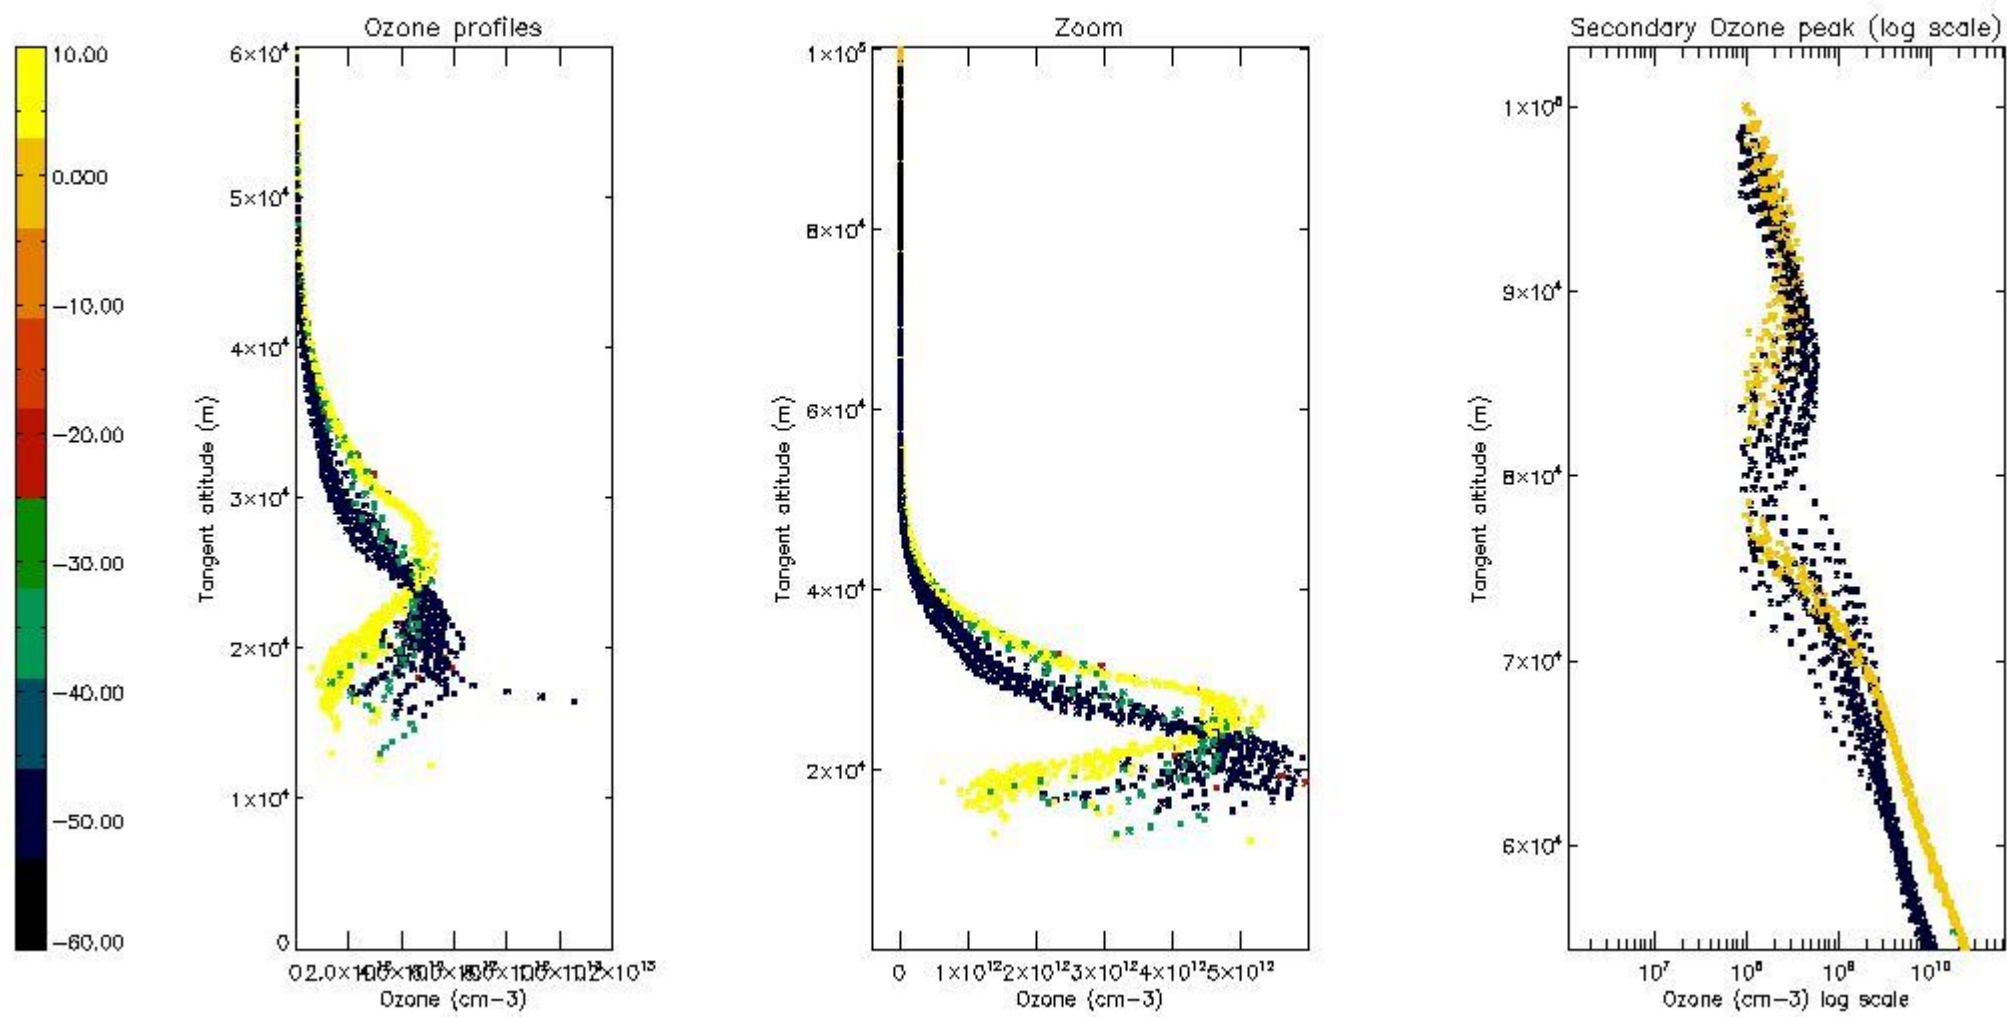 Ozone profiles
Zoom
Secondary Ozone peak (log scale)
10.00
0.000
−10.00
−20.00
−30.00
−40.00
−50.00
−60.00
6×10⁴
5×10⁴
4×10⁴
3×10⁴
2×10⁴
1×10⁴
0
Tangent altitude (m)
Ozone (cm−3)
1×10⁵
8×10⁴
6×10⁴
4×10⁴
2×10⁴
Tangent altitude (m)
0 1×10¹² 2×10¹² 3×10¹² 4×10¹² 5×10¹²
Ozone (cm−3)
1×10⁵
9×10⁴
8×10⁴
7×10⁴
6×10⁴
Tangent altitude (m)
10⁷ 10⁸ 10⁹ 10¹⁰
Ozone (cm−3) log scale